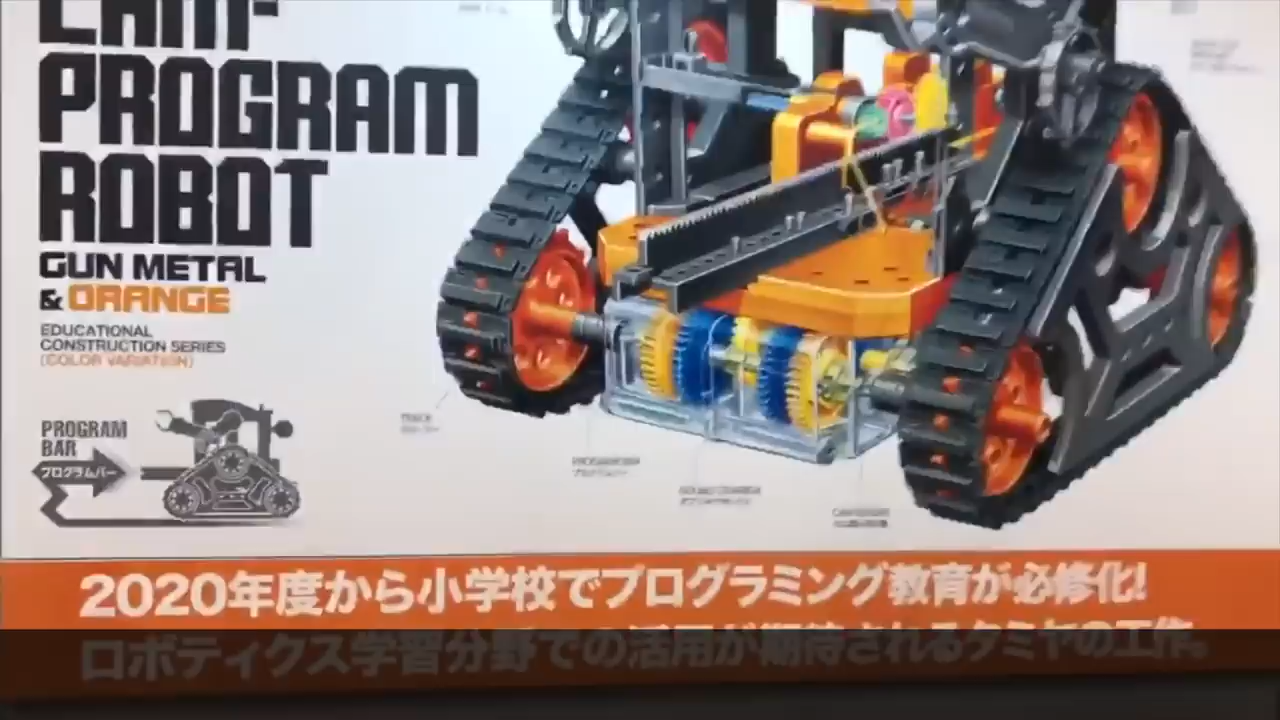 CAM-
PROGRAM
ROBOT
GUN METAL
& ORANGE
EDUCATIONAL
CONSTRUCTION SERIES
(COLOR VARIATION)
PROGRAM
BAR
プログラムバー
2020年度から小学校でプログラミング教育が必修化!
ロボティクス学習分野での活用が期待されるタミヤの工作。